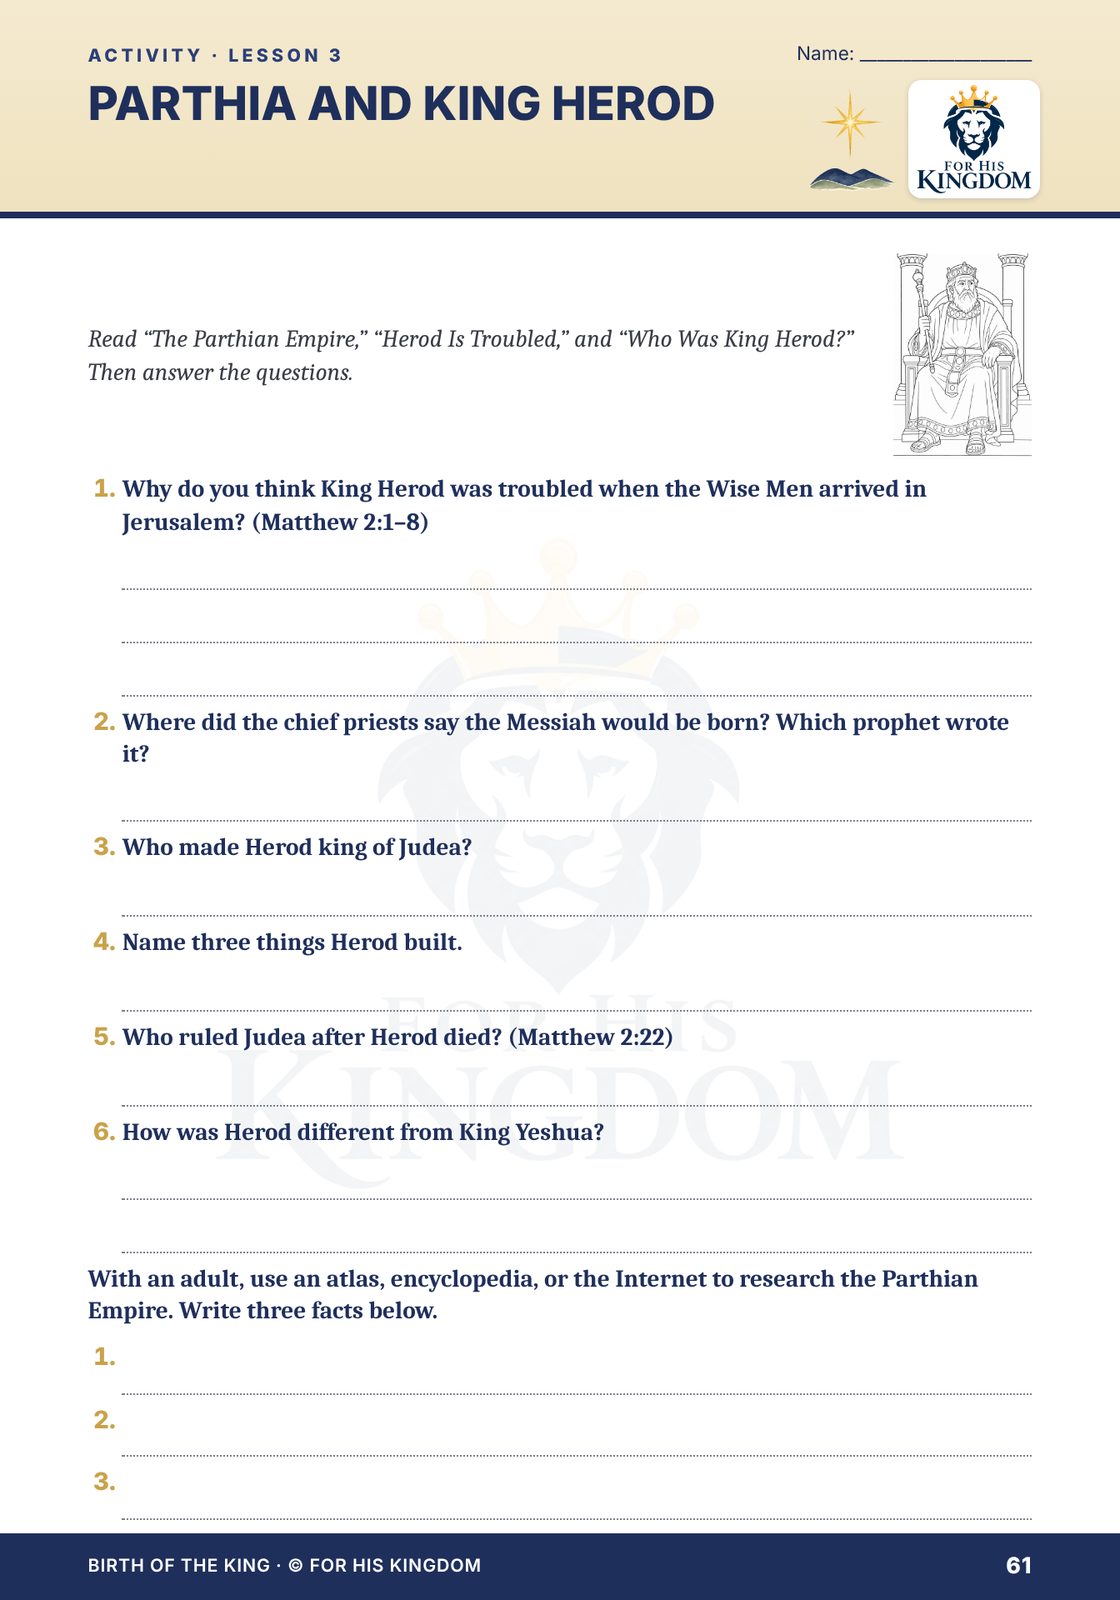 ACTIVITY · LESSON 3
Name: ___________________
PARTHIA AND KING HEROD
FOR HIS
KINGDOM
Read “The Parthian Empire,” “Herod Is Troubled,” and “Who Was King Herod?”
Then answer the questions.
1. Why do you think King Herod was troubled when the Wise Men arrived in
Jerusalem? (Matthew 2:1–8)
2. Where did the chief priests say the Messiah would be born? Which prophet wrote
it?
3. Who made Herod king of Judea?
4. Name three things Herod built.
FOR HIS
5. Who ruled Judea after Herod died? (Matthew 2:22)
KINGDOM
6. How was Herod different from King Yeshua?
With an adult, use an atlas, encyclopedia, or the Internet to research the Parthian
Empire. Write three facts below.
1.
2.
3.
BIRTH OF THE KING · © FOR HIS KINGDOM
61